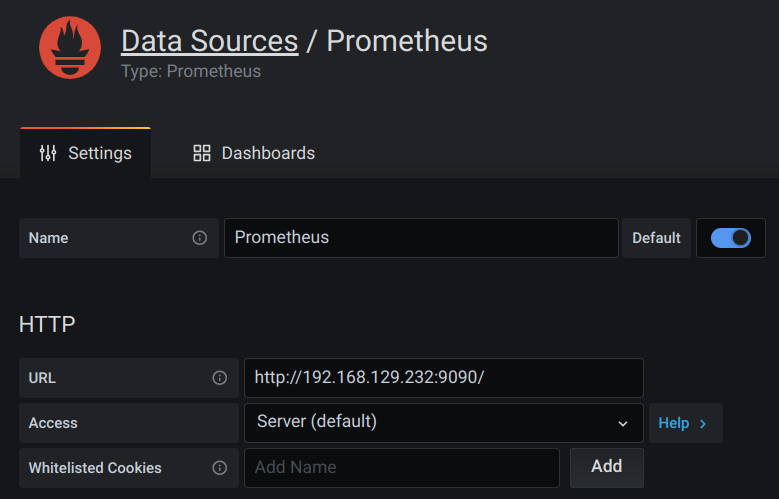 Data Sources / Prometheus
Type: Prometheus
Settings Dashboards
Name Prometheus Default
HTTP
URL http://192.168.129.232:9090/
Access Server (default) Help
Whitelisted Cookies Add Name Add